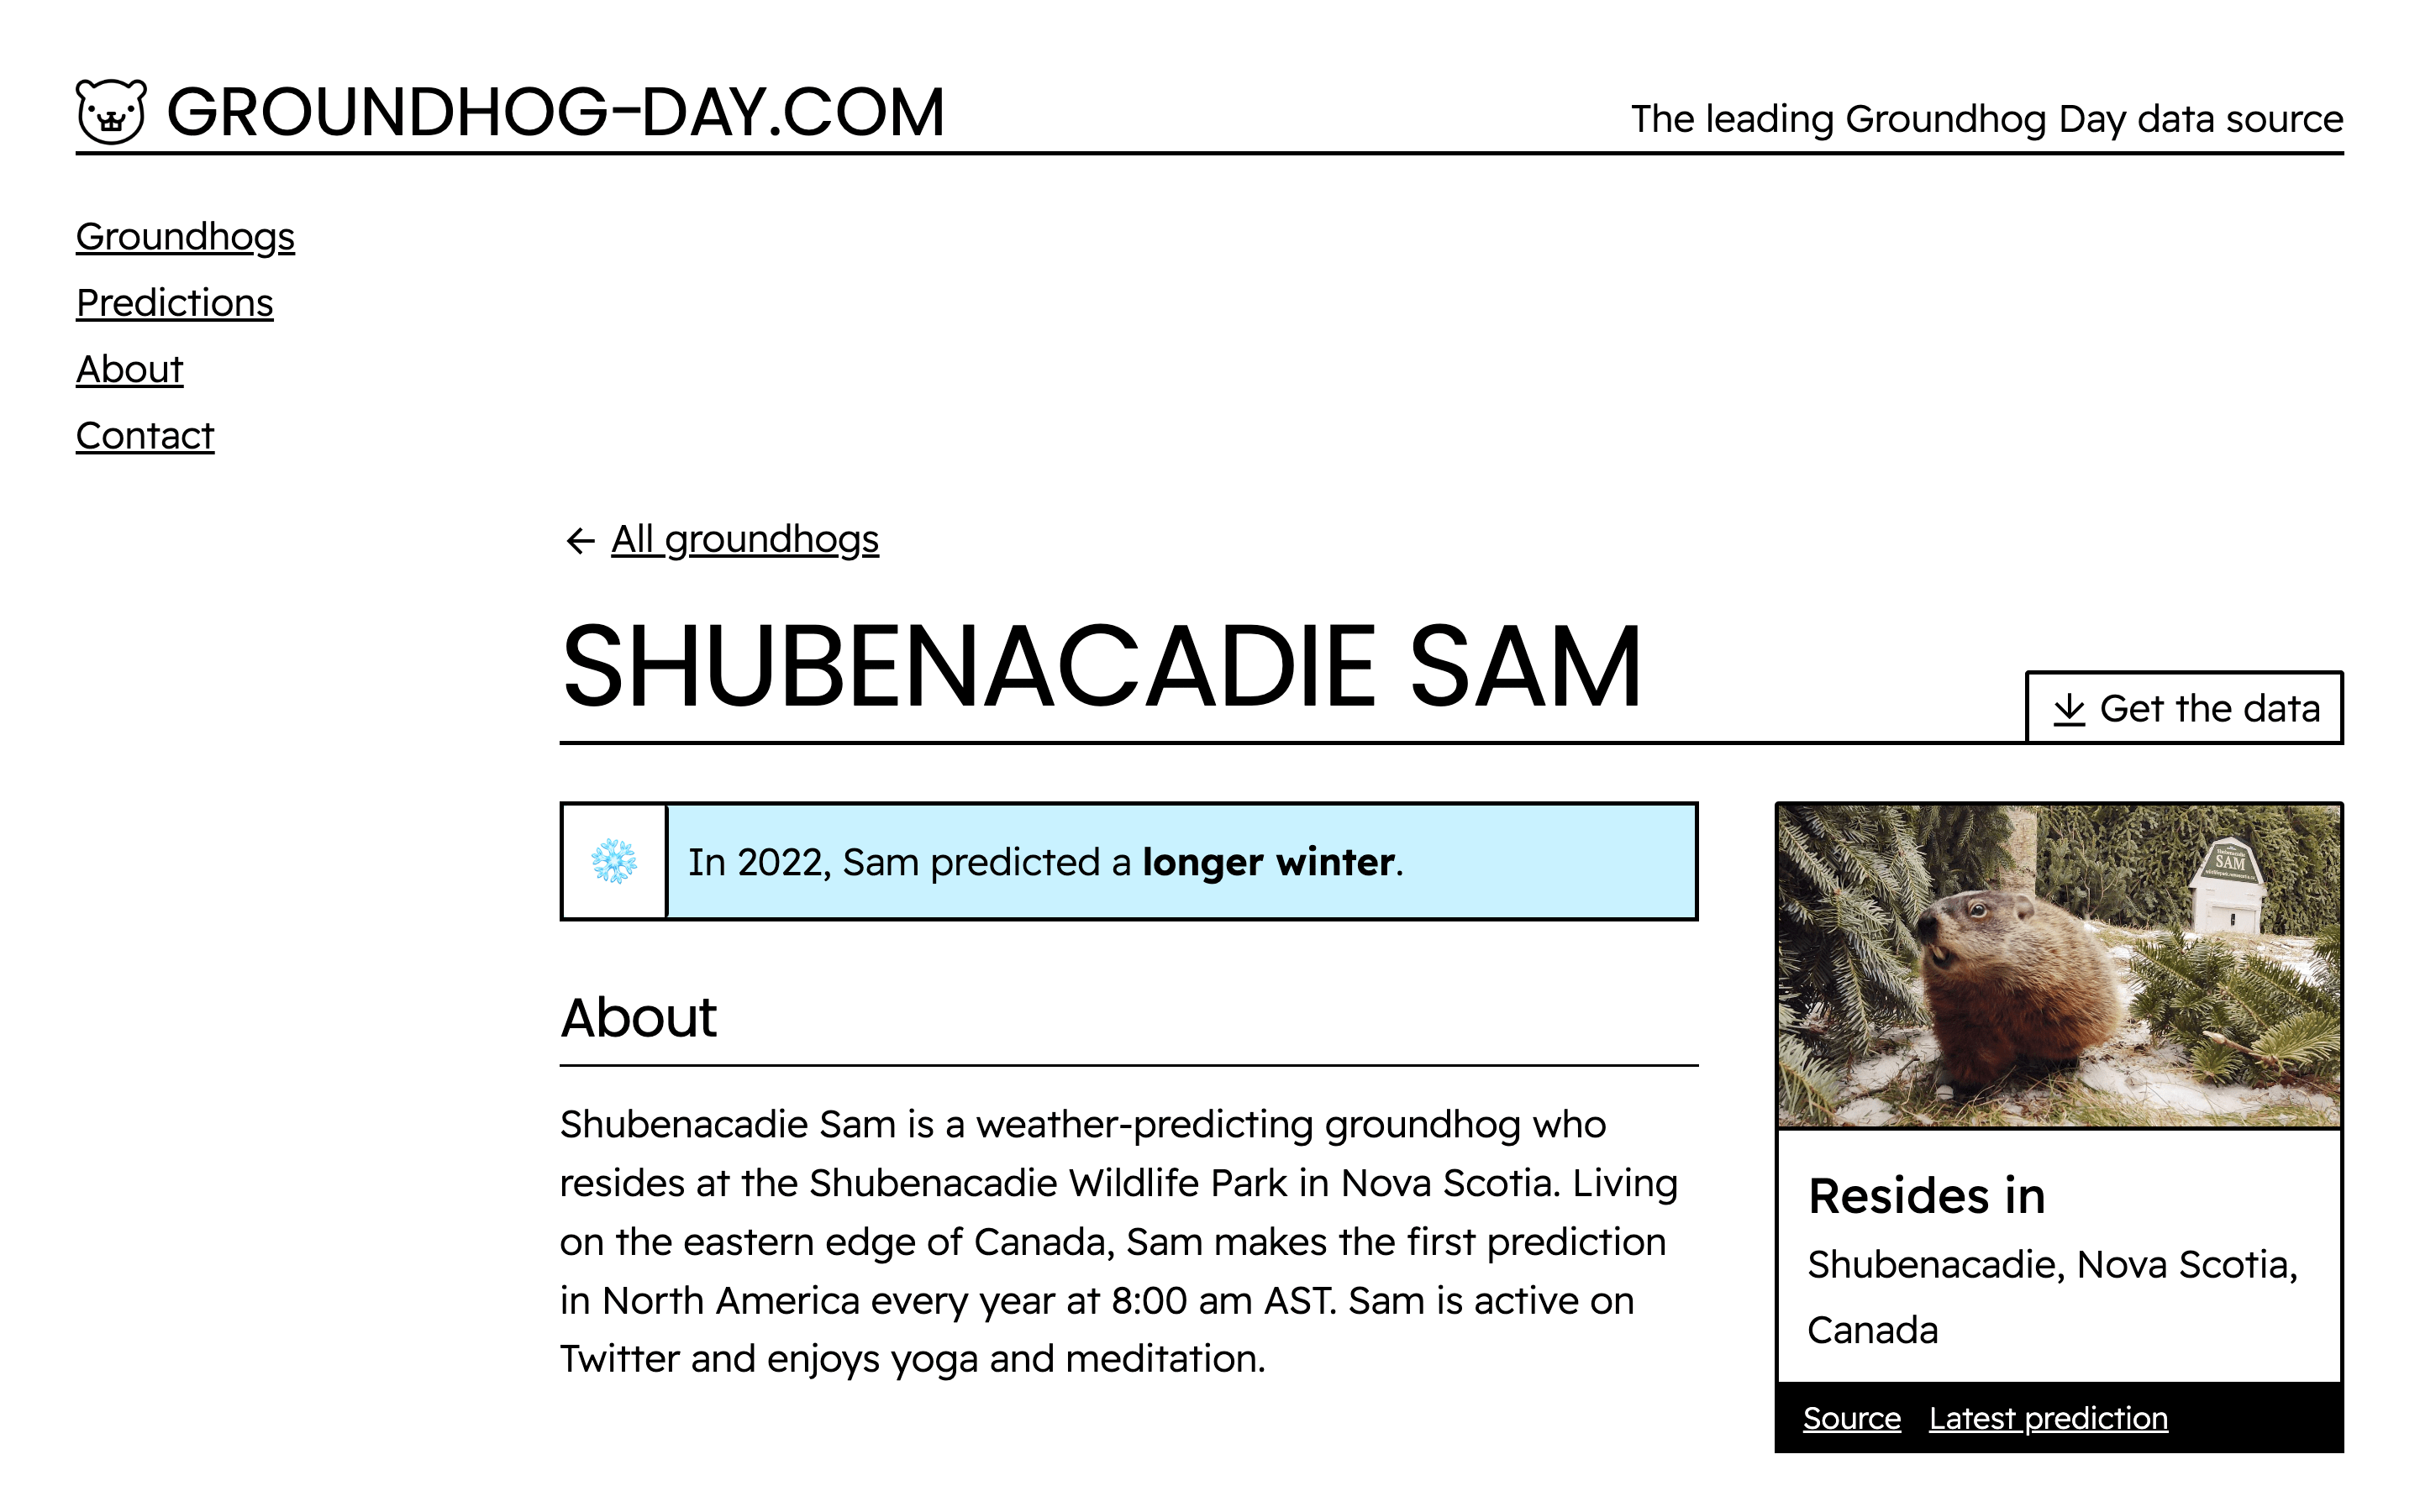 GROUNDHOG-DAY.COM
The leading Groundhog Day data source
Groundhogs
Predictions
About
Contact
← All groundhogs
SHUBENACADIE SAM
Get the data
In 2022, Sam predicted a longer winter.
About
Shubenacadie Sam is a weather-predicting groundhog who
resides at the Shubenacadie Wildlife Park in Nova Scotia. Living
on the eastern edge of Canada, Sam makes the first prediction
in North America every year at 8:00 am AST. Sam is active on
Twitter and enjoys yoga and meditation.
Shubenacadie
SAM
Resides in
Shubenacadie, Nova Scotia,
Canada
Source Latest prediction